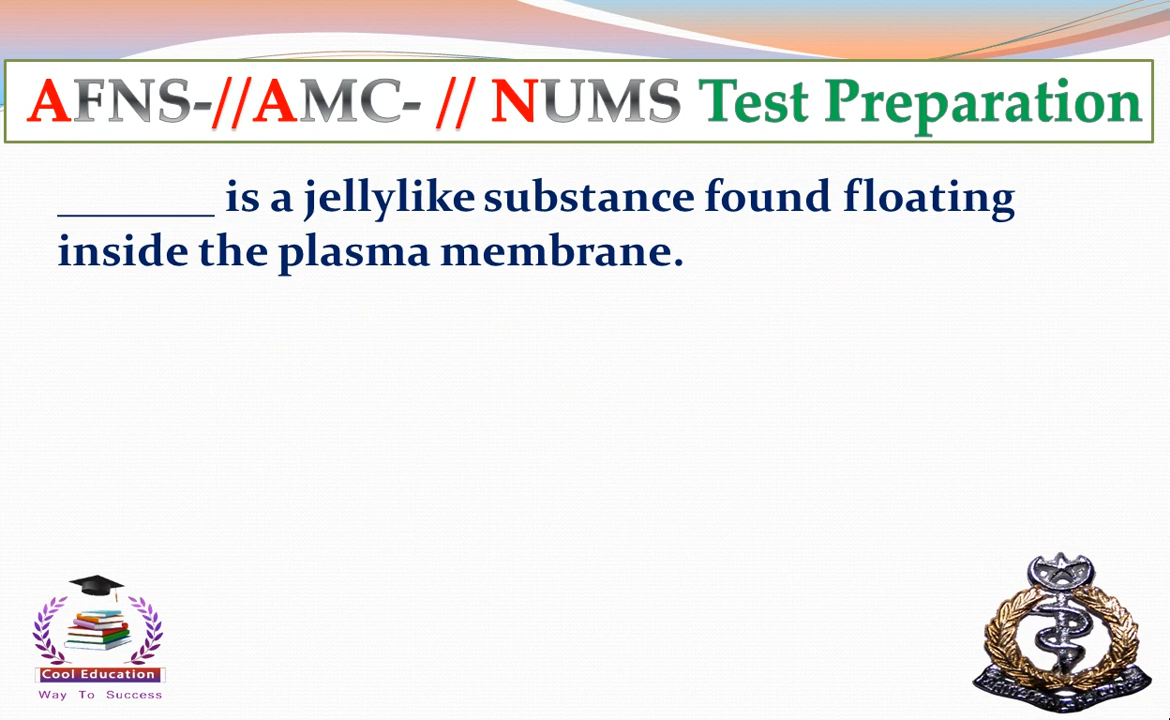 AFNS-//AMC- // NUMS Test Preparation
_______ is a jellylike substance found floating
inside the plasma membrane.
Cool Education
Way To Success